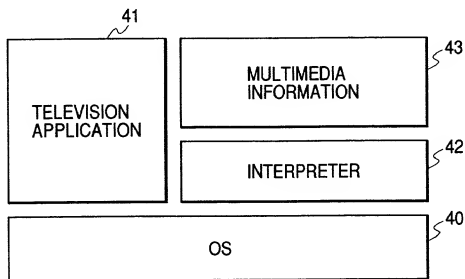 41
TELEVISION
APPLICATION
43
MULTIMEDIA
INFORMATION
42
INTERPRETER
40
OS